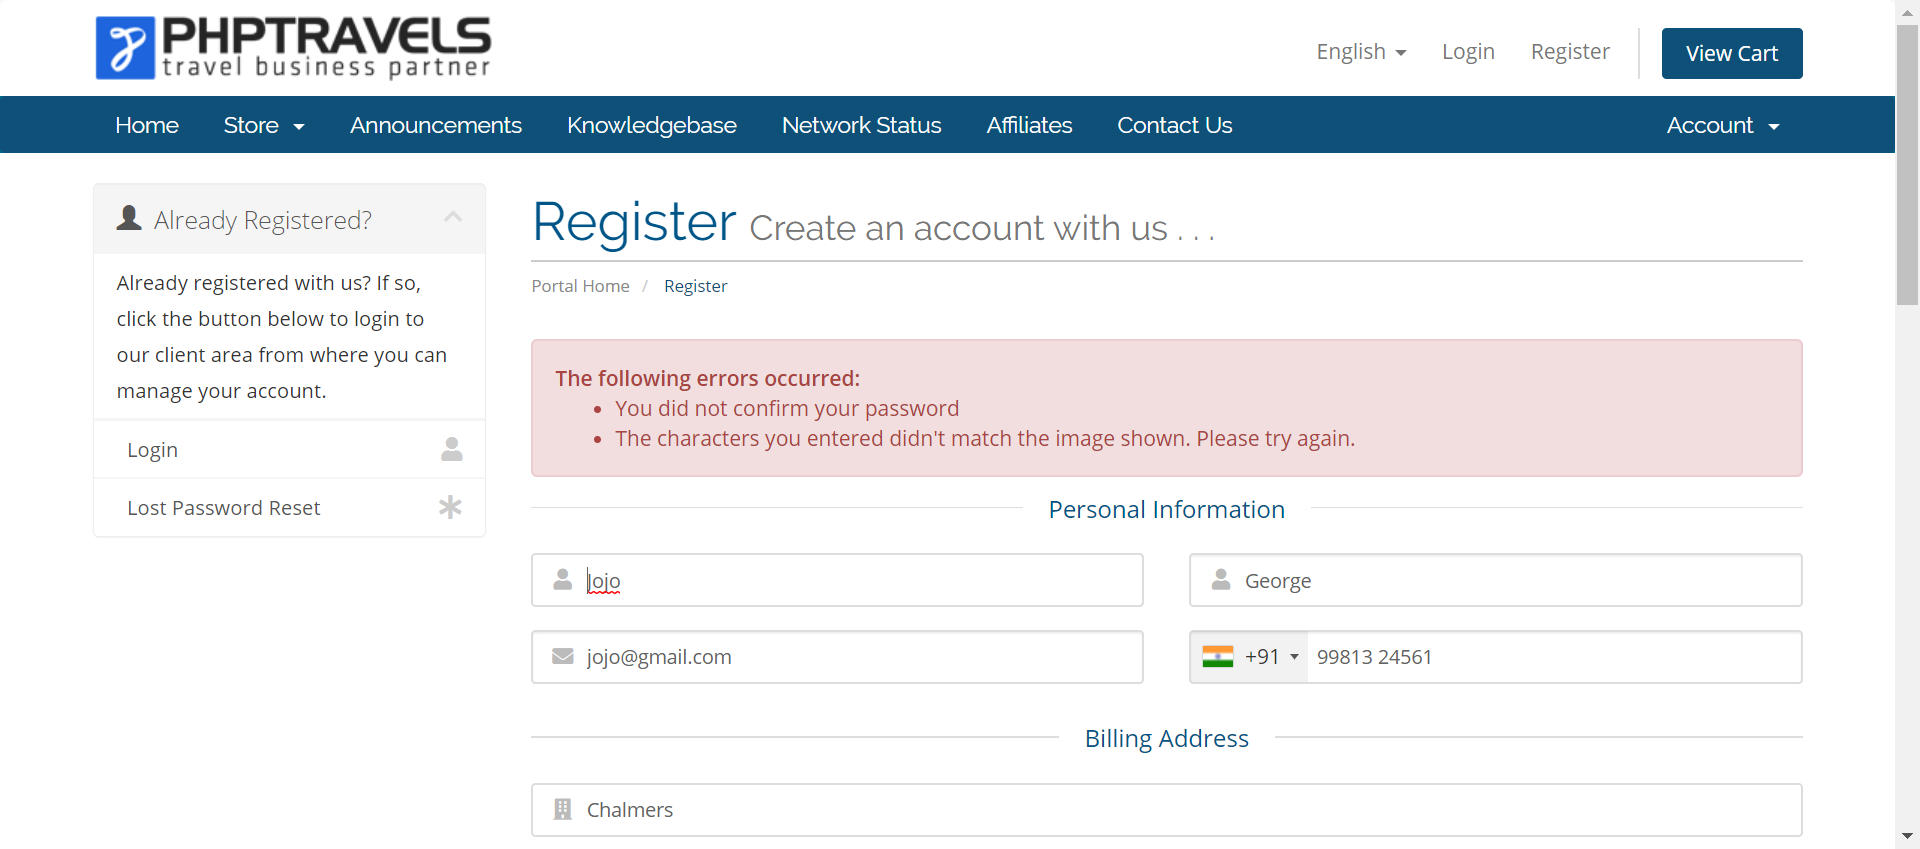 PHPTRAVELS
travel business partner
English
Login
Register
View Cart
Home
Store
Announcements
Knowledgebase
Network Status
Affiliates
Contact Us
Account
Already Registered?
Already registered with us? If so,
click the button below to login to
our client area from where you can
manage your account.
Login
Lost Password Reset
Register Create an account with us . . .
Portal Home / Register
The following errors occurred:
• You did not confirm your password
• The characters you entered didn't match the image shown. Please try again.
Personal Information
Jojo
George
jojo@gmail.com
+91 99813 24561
Billing Address
Chalmers